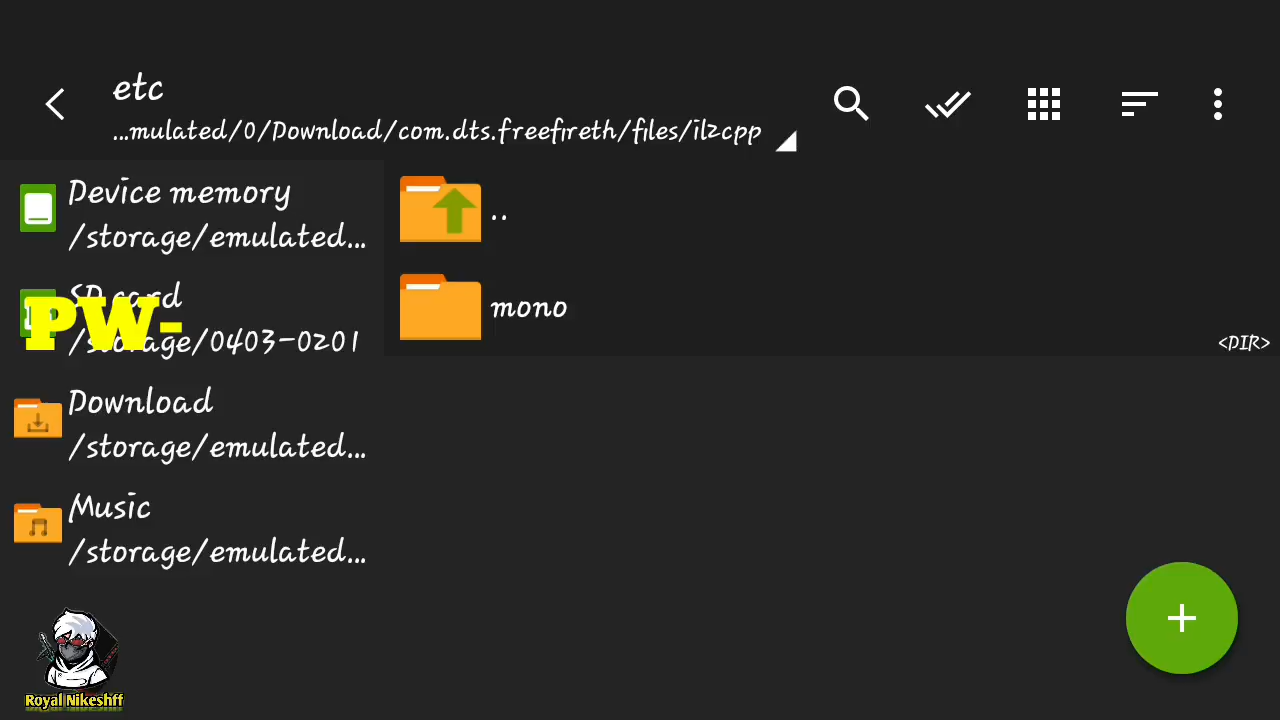 etc
...mulated/0/Download/com.dts.freefireth/files/il2cpp
Device memory
/storage/emulated...
SD card
/storage/0403-0201
PW-
Download
/storage/emulated...
Music
/storage/emulated...
..
mono
<DIR>
Royal Nikeshff